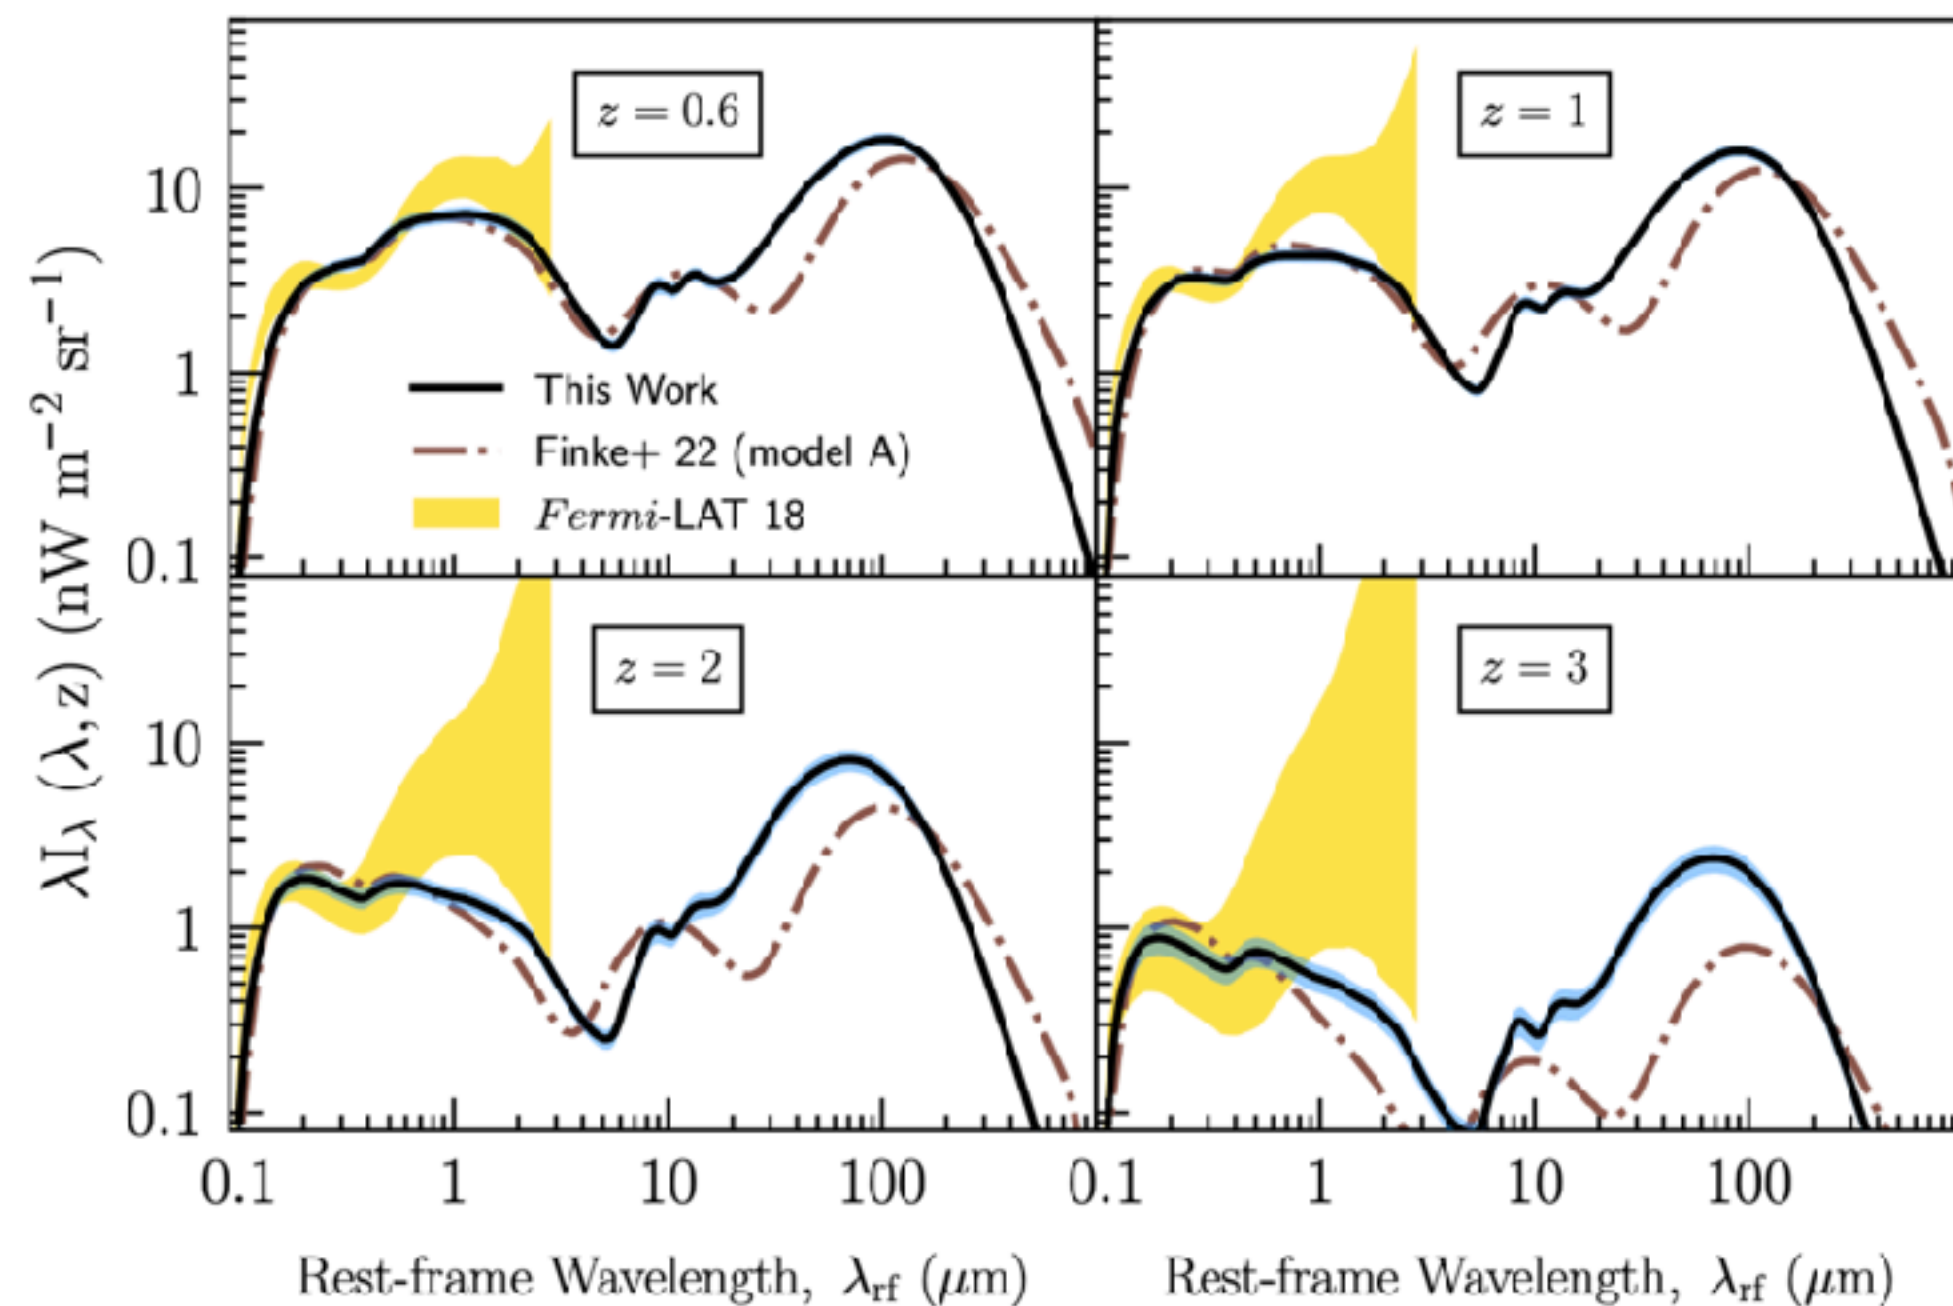 λI_λ (λ, z) (nW m⁻² sr⁻¹)
z = 0.6
z = 1
10
1
0.1
This Work
Finke+ 22 (model A)
Fermi-LAT 18
z = 2
z = 3
10
1
0.1
0.1 1 10 100 0.1 1 10 100
Rest-frame Wavelength, λ_rf (μm) Rest-frame Wavelength, λ_rf (μm)